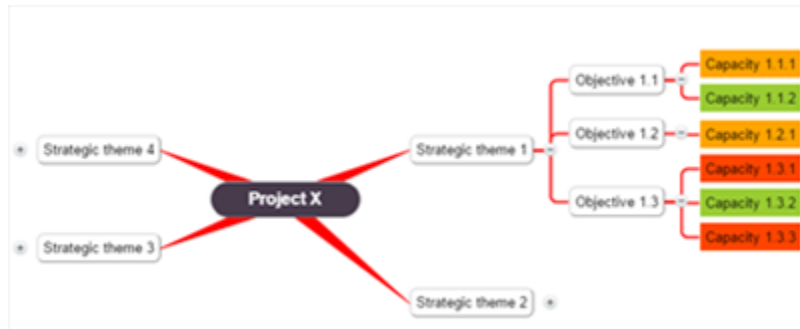 Project X
Strategic theme 1
Objective 1.1
Capacity 1.1.1
Capacity 1.1.2
Objective 1.2
Capacity 1.2.1
Objective 1.3
Capacity 1.3.1
Capacity 1.3.2
Capacity 1.3.3
Strategic theme 2
Strategic theme 3
Strategic theme 4